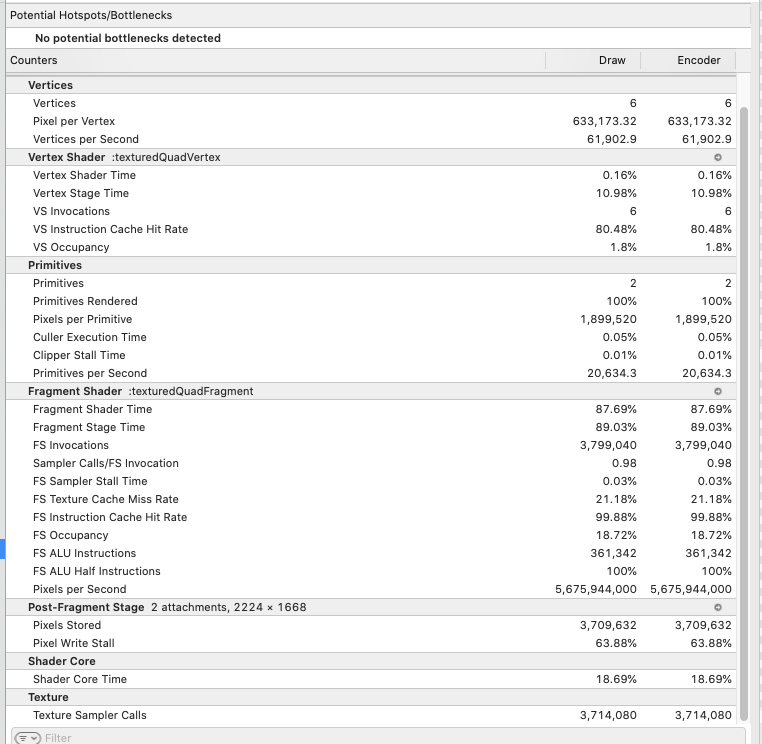 Potential Hotspots/Bottlenecks
No potential bottlenecks detected
Counters Draw Encoder
Vertices
Vertices 6 6
Pixel per Vertex 633,173.32 633,173.32
Vertices per Second 61,902.9 61,902.9
Vertex Shader :texturedQuadVertex
Vertex Shader Time 0.16% 0.16%
Vertex Stage Time 10.98% 10.98%
VS Invocations 6 6
VS Instruction Cache Hit Rate 80.48% 80.48%
VS Occupancy 1.8% 1.8%
Primitives
Primitives 2 2
Primitives Rendered 100% 100%
Pixels per Primitive 1,899,520 1,899,520
Culler Execution Time 0.05% 0.05%
Clipper Stall Time 0.01% 0.01%
Primitives per Second 20,634.3 20,634.3
Fragment Shader :texturedQuadFragment
Fragment Shader Time 87.69% 87.69%
Fragment Stage Time 89.03% 89.03%
FS Invocations 3,799,040 3,799,040
Sampler Calls/FS Invocation 0.98 0.98
FS Sampler Stall Time 0.03% 0.03%
FS Texture Cache Miss Rate 21.18% 21.18%
FS Instruction Cache Hit Rate 99.88% 99.88%
FS Occupancy 18.72% 18.72%
FS ALU Instructions 361,342 361,342
FS ALU Half Instructions 100% 100%
Pixels per Second 5,675,944,000 5,675,944,000
Post-Fragment Stage 2 attachments, 2224 × 1668
Pixels Stored 3,709,632 3,709,632
Pixel Write Stall 63.88% 63.88%
Shader Core
Shader Core Time 18.69% 18.69%
Texture
Texture Sampler Calls 3,714,080 3,714,080
Filter